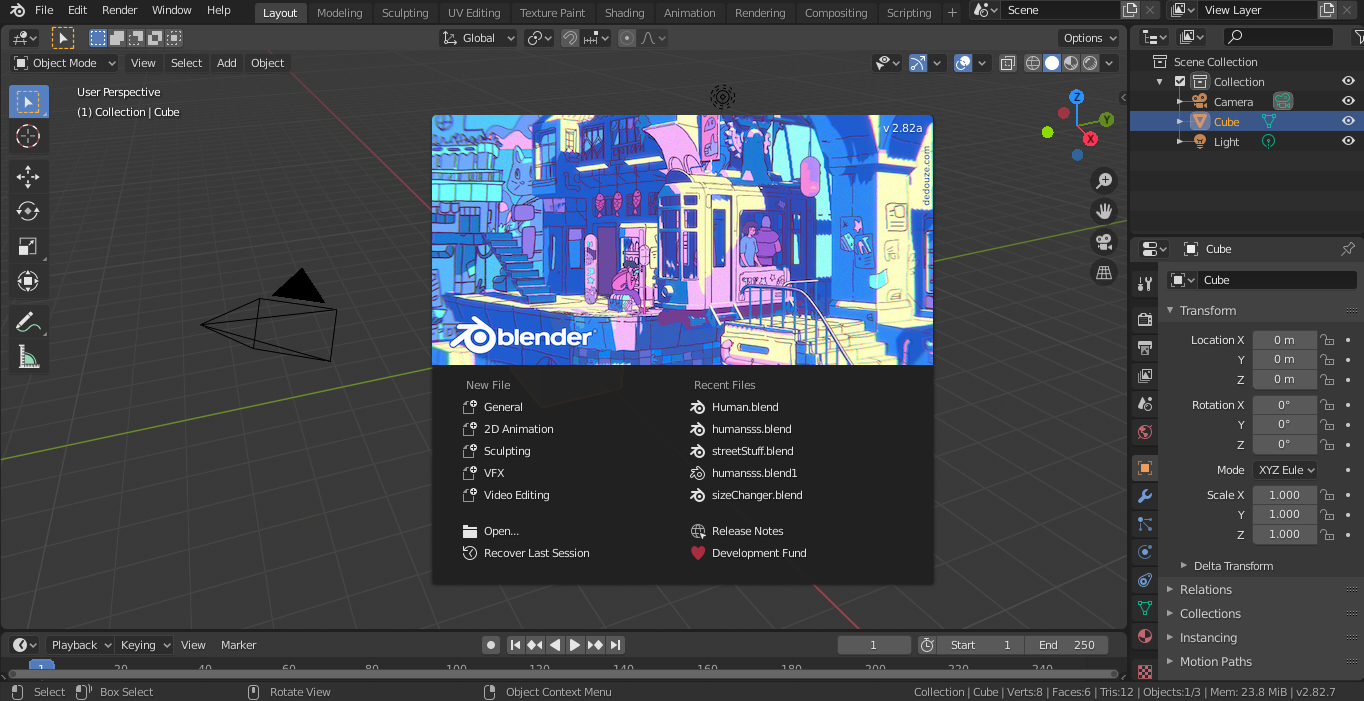 File Edit Render Window Help Layout Modeling Sculpting UV Editing Texture Paint Shading Animation Rendering Compositing Scripting + Scene View Layer
Global Options
Object Mode View Select Add Object
User Perspective
(1) Collection | Cube
Z
Y
X
v 2.82a
dedouze.com
blender
New File
General
2D Animation
Sculpting
VFX
Video Editing
Open...
Recover Last Session
Recent Files
Human.blend
humansss.blend
streetStuff.blend
humansss.blend1
sizeChanger.blend
Release Notes
Development Fund
Scene Collection
Collection
Camera
Cube
Light
Cube
Cube
Transform
Location X 0 m
Y 0 m
Z 0 m
Rotation X 0°
Y 0°
Z 0°
Mode XYZ Eule
Scale X 1.000
Y 1.000
Z 1.000
Delta Transform
Relations
Collections
Instancing
Motion Paths
Playback Keying View Marker 1 Start 1 End 250
1 20 40 60 80 100 120 140 160 180 200 220 240
Select Box Select Rotate View Object Context Menu Collection | Cube | Verts:8 | Faces:6 | Tris:12 | Objects:1/3 | Mem: 23.8 MiB | v2.82.7